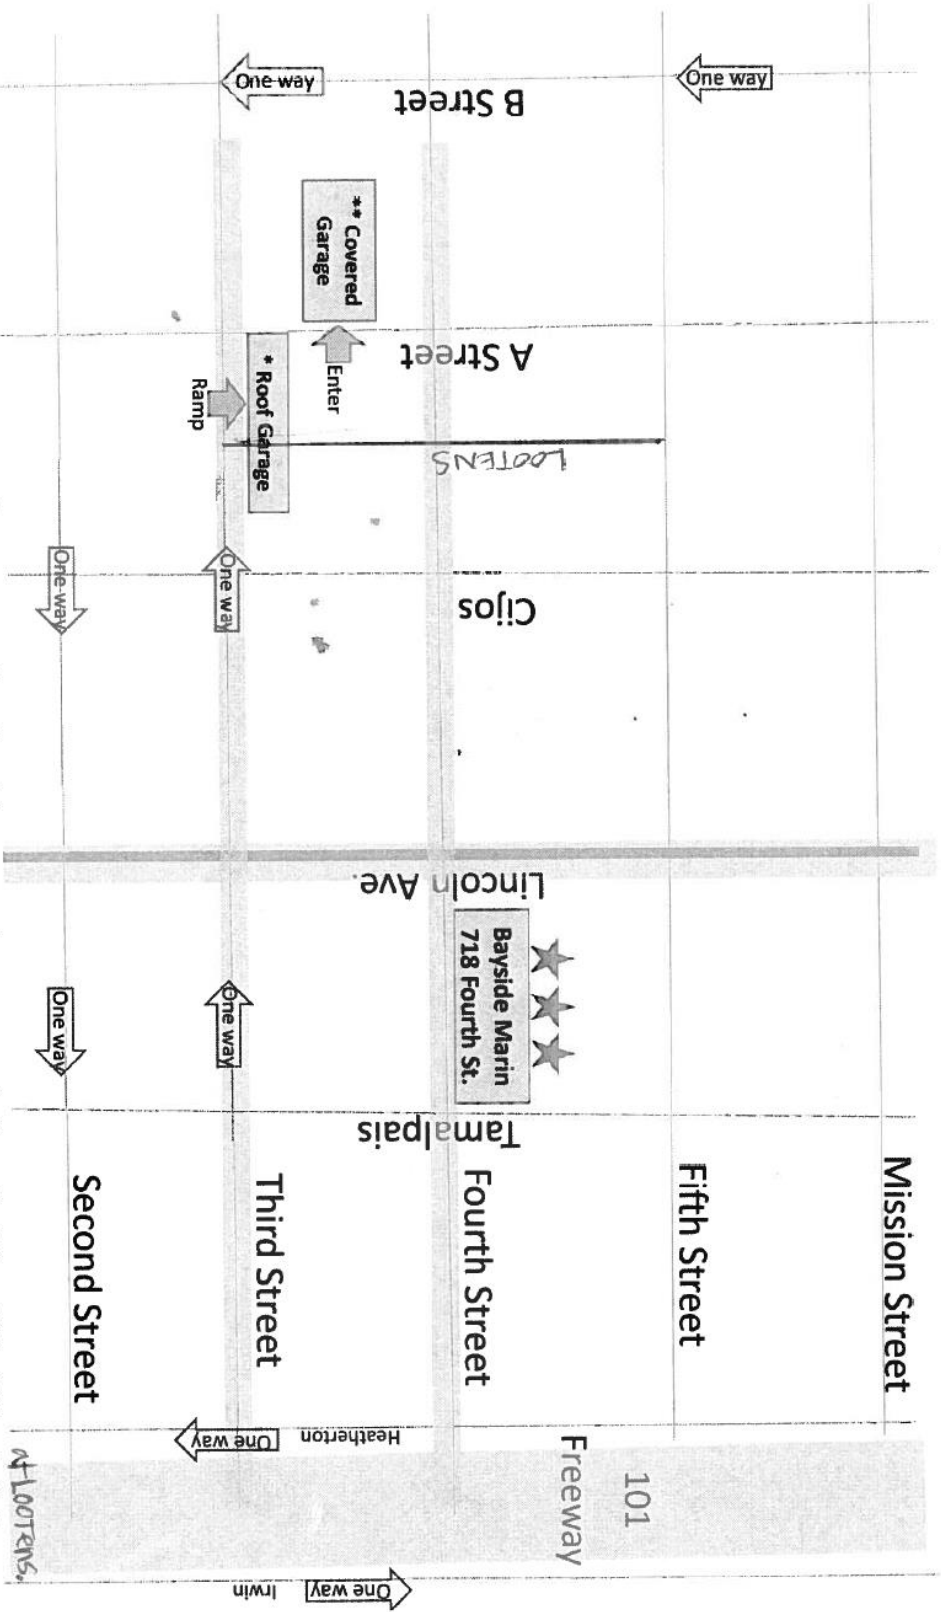 One way
One way
B Street
** Covered
Garage
Enter
A Street
* Roof Garage
Ramp
LOOTENS
One way
One way
Cijos
Lincoln Ave.
Bayside Marin
718 Fourth St.
One way
One way
Tamalpais
Mission Street
Fifth Street
Fourth Street
Third Street
Second Street
Heatherton
One way
101
Freeway
Irwin
One way
at LOOTENS.